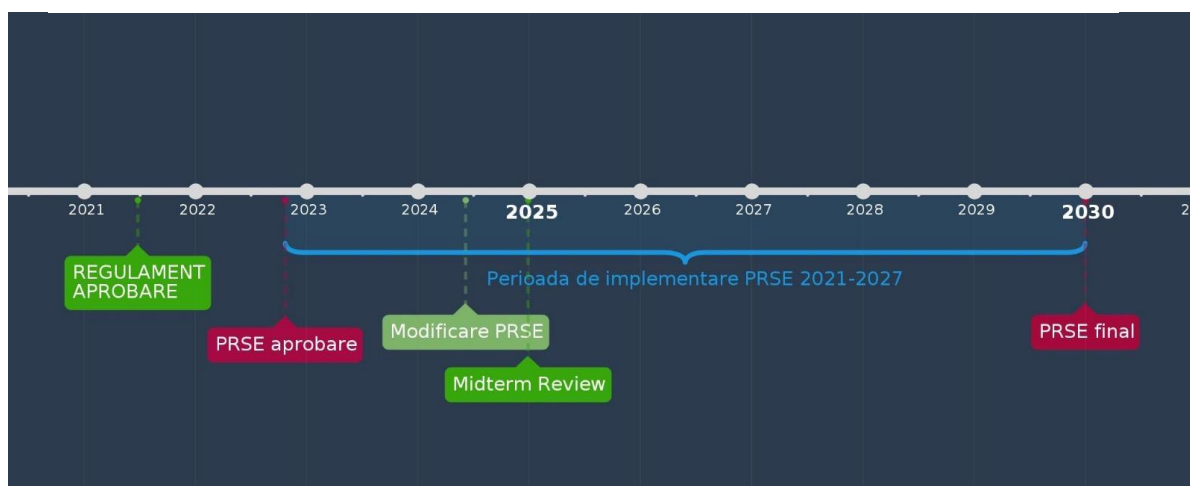 2021 2022 2023 2024 2025 2026 2027 2028 2029 2030
REGULAMENT
APROBARE
Perioada de implementare PRSE 2021-2027
PRSE aprobare
Modificare PRSE
PRSE final
Midterm Review